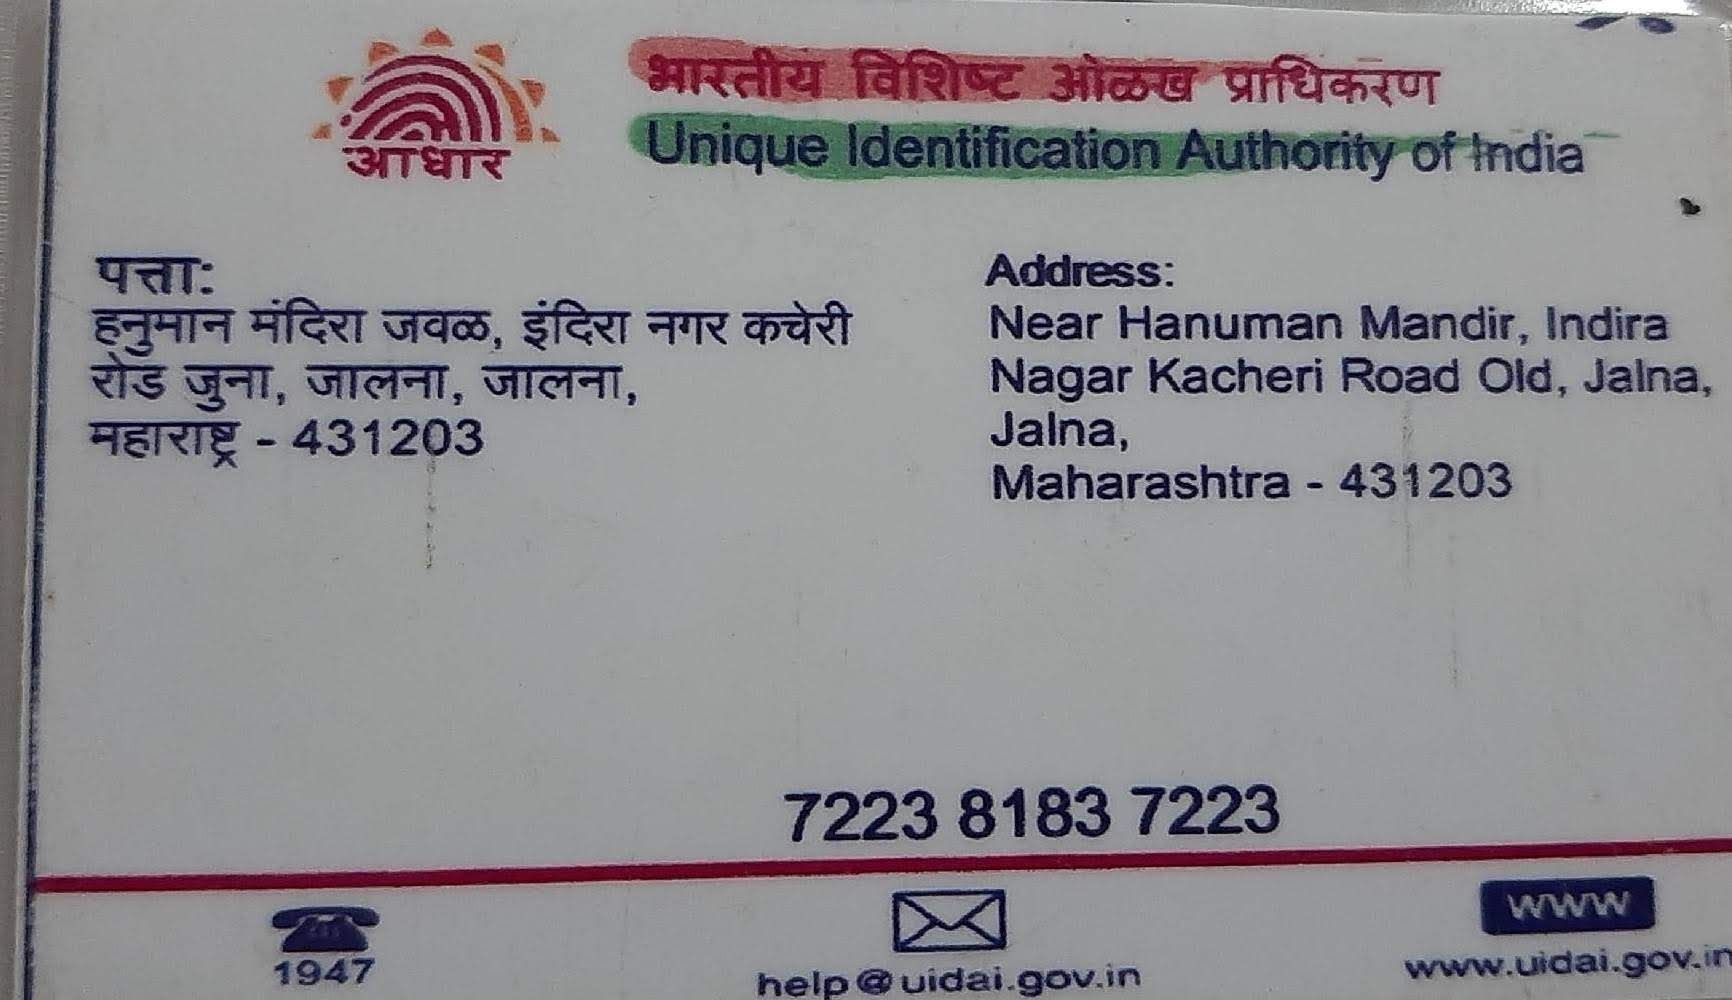 आधार
भारतीय विशिष्ट ओळख प्राधिकरण
Unique Identification Authority of India
पत्ता:
हनुमान मंदिरा जवळ, इंदिरा नगर कचेरी
रोड जुना, जालना, जालना,
महाराष्ट्र - 431203
Address:
Near Hanuman Mandir, Indira
Nagar Kacheri Road Old, Jalna,
Jalna,
Maharashtra - 431203
7223 8183 7223
1947
help@uidai.gov.in
www
www.uidai.gov.in